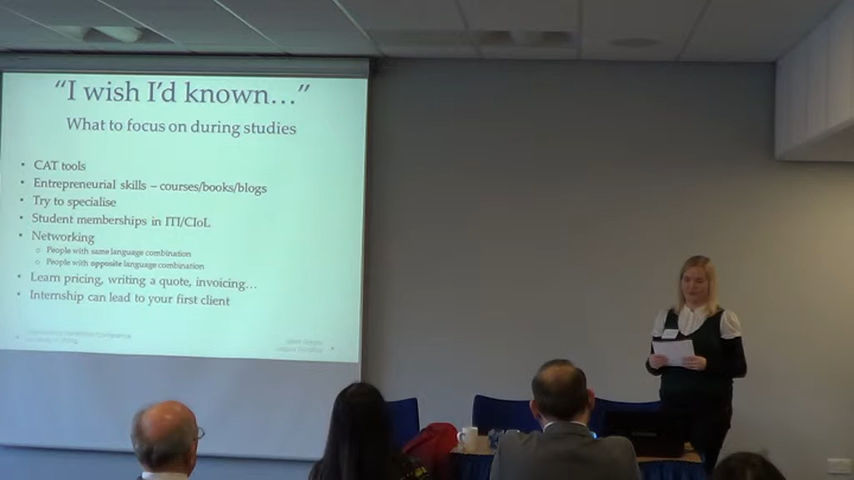 “I wish I’d known…”
What to focus on during studies
• CAT tools
• Entrepreneurial skills – courses/books/blogs
• Try to specialise
• Student memberships in ITI/CIoL
• Networking
o People with same language combination
o People with opposite language combination
• Learn pricing, writing a quote, invoicing…
• Internship can lead to your first client